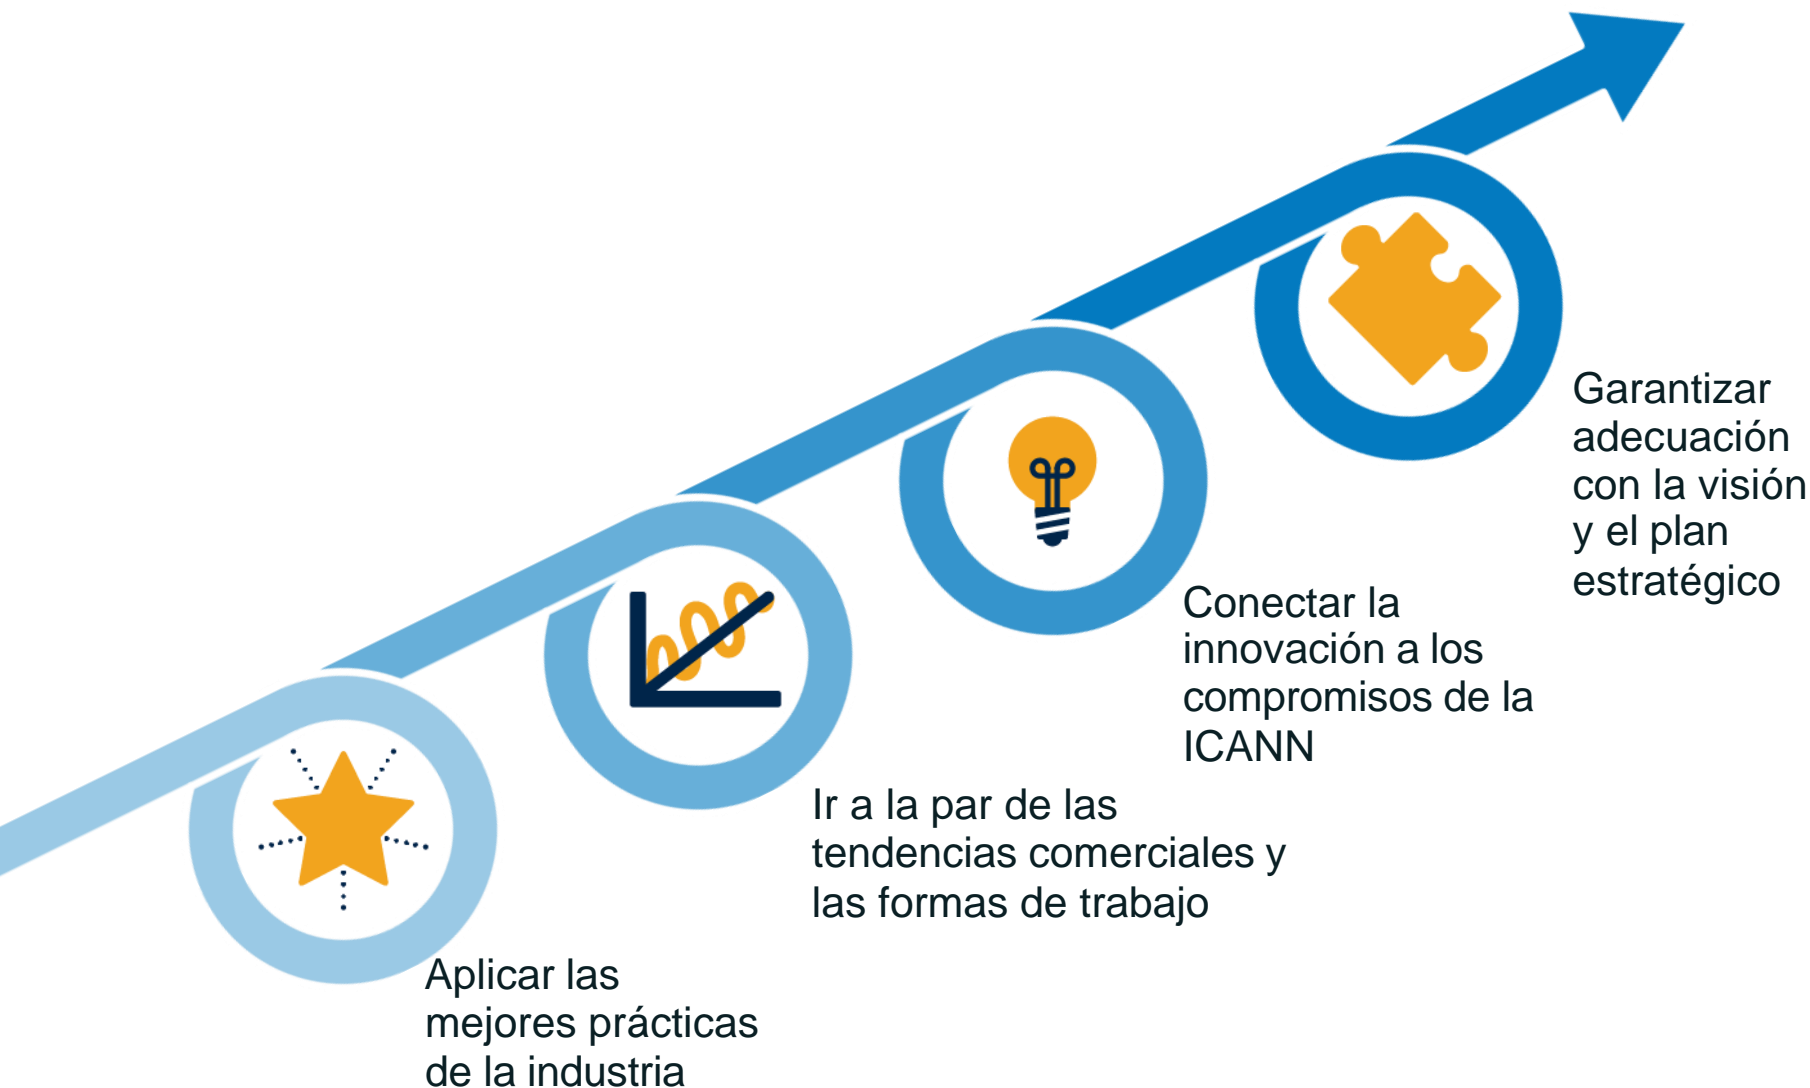 Garantizar
adecuación
con la visión
y el plan
estratégico
Conectar la
innovación a los
compromisos de la
ICANN
Ir a la par de las
tendencias comerciales y
las formas de trabajo
Aplicar las
mejores prácticas
de la industria